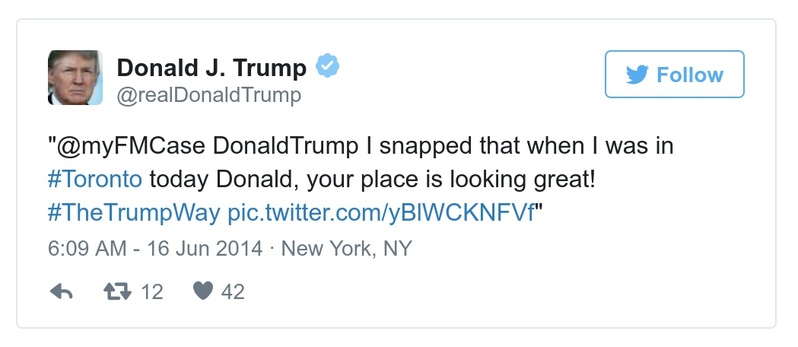 Donald J. Trump
@realDonaldTrump
Follow
"@myFMCase DonaldTrump I snapped that when I was in
#Toronto today Donald, your place is looking great!
#TheTrumpWay pic.twitter.com/yBlWCKNFVf"
6:09 AM - 16 Jun 2014 · New York, NY
12 42